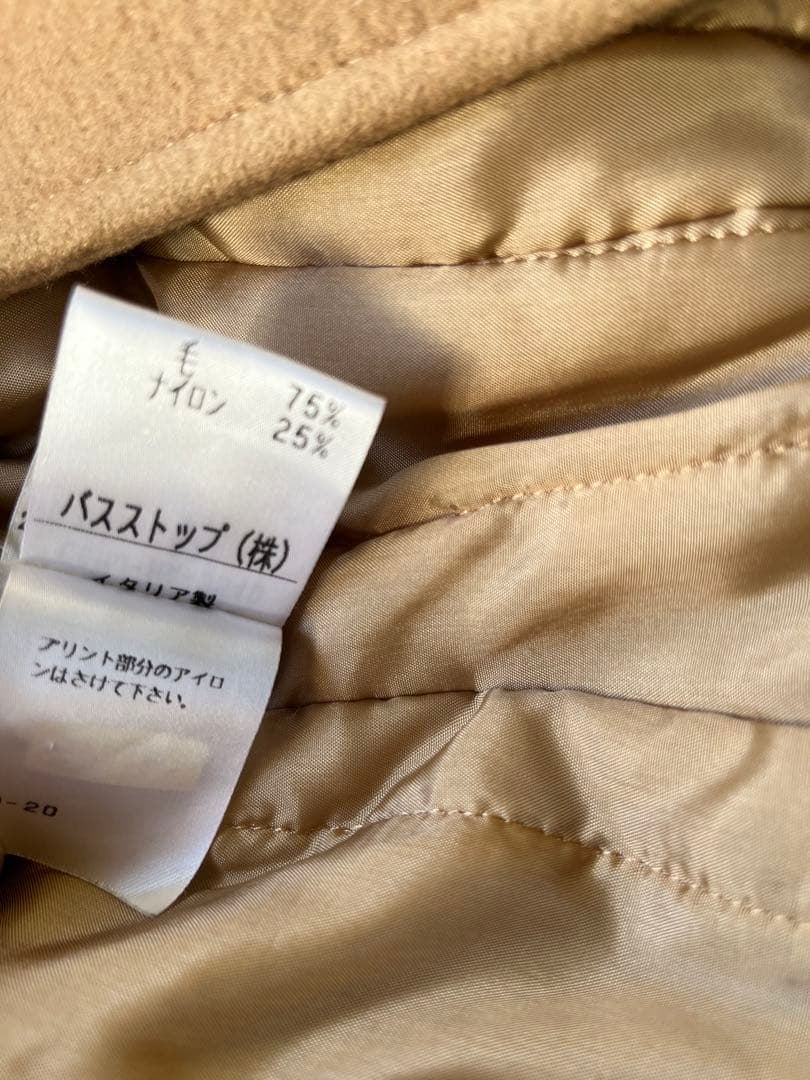 毛 75%
ナイロン 25%
バスストップ(株)
イタリア製
プリント部分のアイロ
ンはさけて下さい。
-20